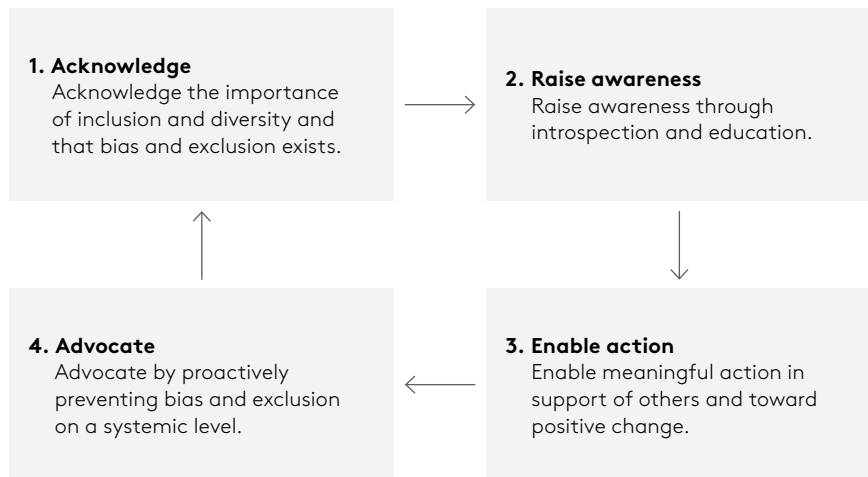 1. Acknowledge
Acknowledge the importance
of inclusion and diversity and
that bias and exclusion exists.
2. Raise awareness
Raise awareness through
introspection and education.
3. Enable action
Enable meaningful action in
support of others and toward
positive change.
4. Advocate
Advocate by proactively
preventing bias and exclusion
on a systemic level.